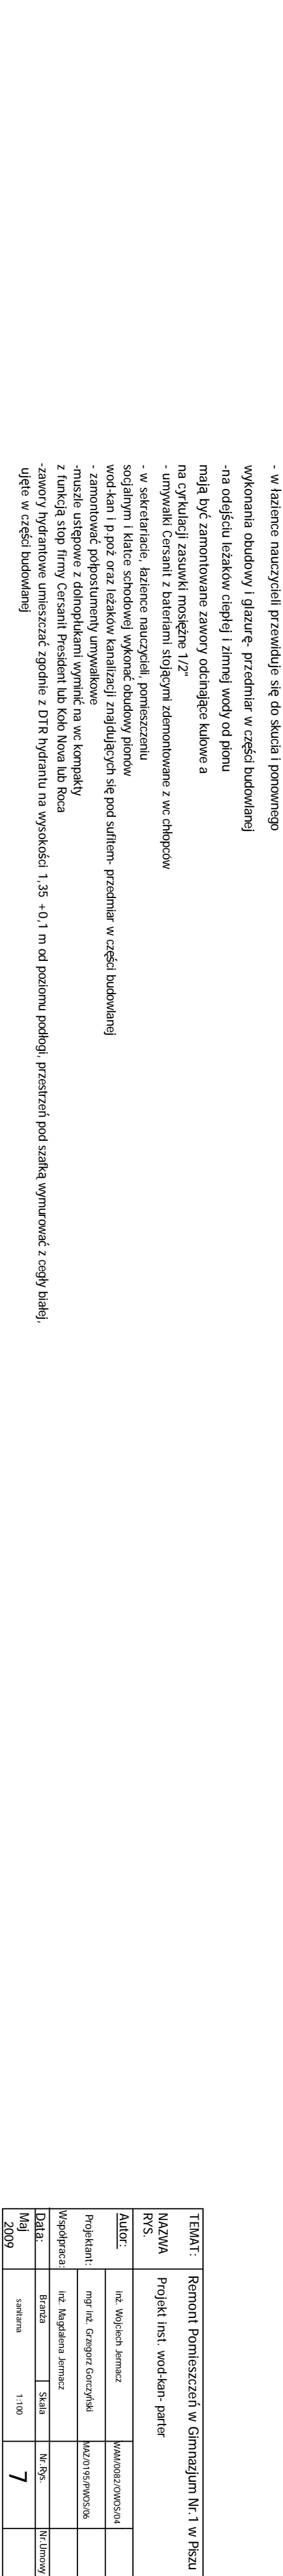 - w łazience nauczycieli przewiduje się do skucia i ponownego
wykonania obudowy i glazurę- przedmiar w części budowlanej
-na odejściu leżaków ciepłej i zimnej wody od pionu
mają być zamontowane zawory odcinające kulowe a
na cyrkulacji zasuwki mosiężne 1/2"
- umywalki Cersanit z bateriami stojącymi zdemontowane z wc chłopców
- w sekretariacie, łazience nauczycieli, pomieszczeniu
socjalnym i klatce schodowej wykonać obudowy pionów
wod-kan i p.poż oraz leżaków kanalizacji znajdujących się pod sufitem- przedmiar w części budowlanej
- zamontować półpostumenty umywalkowe
-muszle ustępowe z dolnopłukami wyminić na wc kompakty
z funkcją stop firmy Cersanit President lub Koło Nova lub Roca
-zawory hydrantowe umieszczać zgodnie z DTR hydrantu na wysokości 1,35 +0,1 m od poziomu podłogi, przestrzeń pod szafką wymurować z cegły białej,
ujęte w części budowlanej
TEMAT: Remont Pomieszczeń w Gimnazjum Nr.1 w Piszu
NAZWA RYS. Projekt inst. wod-kan- parter
Autor: inż. Wojciech Jermacz WAM/0082/OWOS/04
Projektant: mgr inż. Grzegorz Gorczyński MAZ/0195/PWOS/06
Współpraca: inż. Magdalena Jermacz
Data: Branża Skala Nr.Rys. Nr.Umowy
Maj 2009 sanitarna 1:100 7